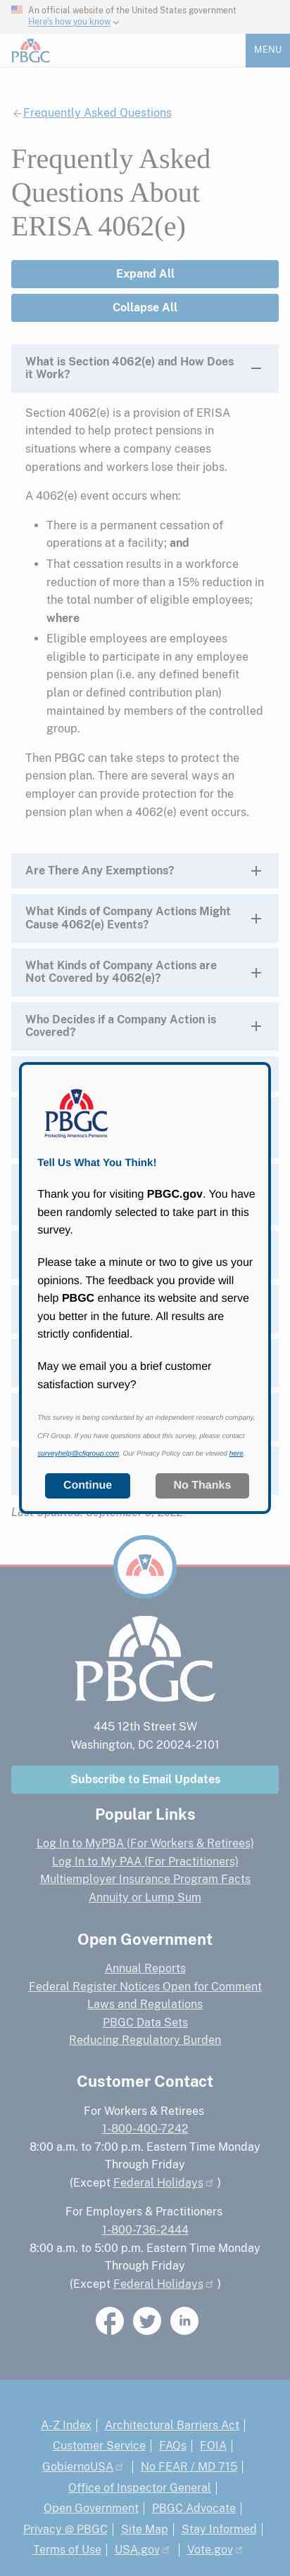 An official website of the United States government
Here's how you know
PBGC
MENU
Frequently Asked Questions
Frequently Asked
Questions About
ERISA 4062(e)
Expand All
Collapse All
What is Section 4062(e) and How Does
it Work?
Section 4062(e) is a provision of ERISA
intended to help protect pensions in
situations where a company ceases
operations and workers lose their jobs.
A 4062(e) event occurs when:
• There is a permanent cessation of
operations at a facility; and
• That cessation results in a workforce
reduction of more than a 15% reduction in
the total number of eligible employees;
where
• Eligible employees are employees
eligible to participate in any employee
pension plan (i.e. any defined benefit
plan or defined contribution plan)
maintained by members of the controlled
group.
Then PBGC can take steps to protect the
pension plan. There are several ways an
employer can provide protection for the
pension plan when a 4062(e) event occurs.
Are There Any Exemptions?
What Kinds of Company Actions Might
Cause 4062(e) Events?
What Kinds of Company Actions are
Not Covered by 4062(e)?
Who Decides if a Company Action is
Covered?
PBGC
Protecting America's Pensions
Tell Us What You Think!
Thank you for visiting PBGC.gov. You have
been randomly selected to take part in this
survey.
Please take a minute or two to give us your
opinions. The feedback you provide will
help PBGC enhance its website and serve
you better in the future. All results are
strictly confidential.
May we email you a brief customer
satisfaction survey?
This survey is being conducted by an independent research company,
CFI Group. If you have questions about this survey, please contact
surveyhelp@cfigroup.com. Our Privacy Policy can be viewed here.
Continue
No Thanks
Last Updated: September 6, 2022
PBGC
445 12th Street SW
Washington, DC 20024-2101
Subscribe to Email Updates
Popular Links
Log In to MyPBA (For Workers & Retirees)
Log In to My PAA (For Practitioners)
Multiemployer Insurance Program Facts
Annuity or Lump Sum
Open Government
Annual Reports
Federal Register Notices Open for Comment
Laws and Regulations
PBGC Data Sets
Reducing Regulatory Burden
Customer Contact
For Workers & Retirees
1-800-400-7242
8:00 a.m. to 7:00 p.m. Eastern Time Monday
Through Friday
(Except Federal Holidays )
For Employers & Practitioners
1-800-736-2444
8:00 a.m. to 5:00 p.m. Eastern Time Monday
Through Friday
(Except Federal Holidays )
A-Z Index | Architectural Barriers Act |
Customer Service | FAQs | FOIA |
GobiernoUSA | No FEAR / MD 715 |
Office of Inspector General |
Open Government | PBGC Advocate |
Privacy @ PBGC | Site Map | Stay Informed |
Terms of Use | USA.gov | Vote.gov